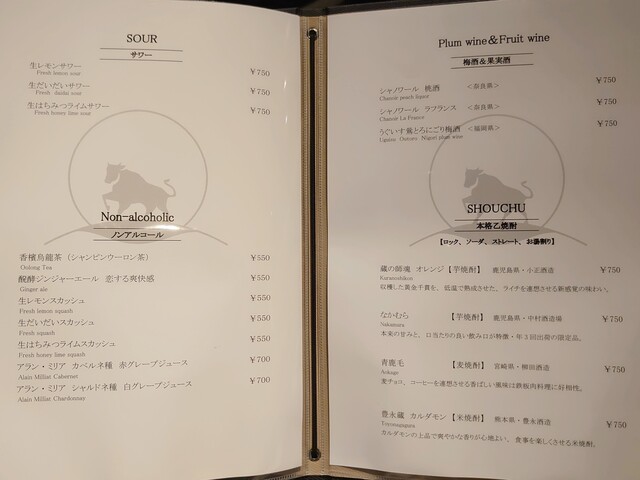 SOUR
サワー
生レモンサワー ￥750
Fresh lemon sour
生だいだいサワー ￥750
Fresh daidai sour
生はちみつライムサワー ￥750
Fresh honey lime sour
Non-alcoholic
ノンアルコール
香檳烏龍茶（シャンピンウーロン茶） ￥550
Oolong Tea
醗酵ジンジャーエール 恋する爽快感 ￥550
Ginger ale
生レモンスカッシュ ￥550
Fresh lemon squash
生だいだいスカッシュ ￥550
Fresh squash
生はちみつライムスカッシュ ￥550
Fresh honey lime squash
アラン・ミリア カベルネ種 赤グレープジュース ￥700
Alain Milliat Cabernet
アラン・ミリア シャルドネ種 白グレープジュース ￥700
Alain Milliat Chardonnay
Plum wine＆Fruit wine
梅酒＆果実酒
シャノワール 桃酒 ＜奈良県＞ ￥750
Chanoir peach liquor
シャノワール ラフランス ＜奈良県＞ ￥750
Chanoir La France
うぐいす鶯とろにごり梅酒 ＜福岡県＞ ￥750
Nigori plum wine
SHOUCHU
本格乙焼酎
【ロック、ソーダ、ストレート、お湯割り】
蔵の師魂 オレンジ【芋焼酎】 鹿児島県・小正酒造 ￥750
Kuranoshikon
収穫した黄金千貫を、低温で熟成させた、ライチを連想させる新感覚の味わい。
なかむら 【芋焼酎】 鹿児島県・中村酒造場 ￥750
Nakamura
本来の甘みと、口当たりの良い飲み口が特徴・年３回出荷の限定品。
青鹿毛 【麦焼酎】 宮崎県・柳田酒造 ￥750
Aokage
麦チョコ、コーヒーを連想させる香ばしい風味は鉄板肉料理に好相性。
豊永蔵 カルダモン【米焼酎】 熊本県・豊永酒造 ￥750
Toyonagagura
カルダモンの上品で爽やかな香りが心地よい、食事を楽しくさせる米焼酎。